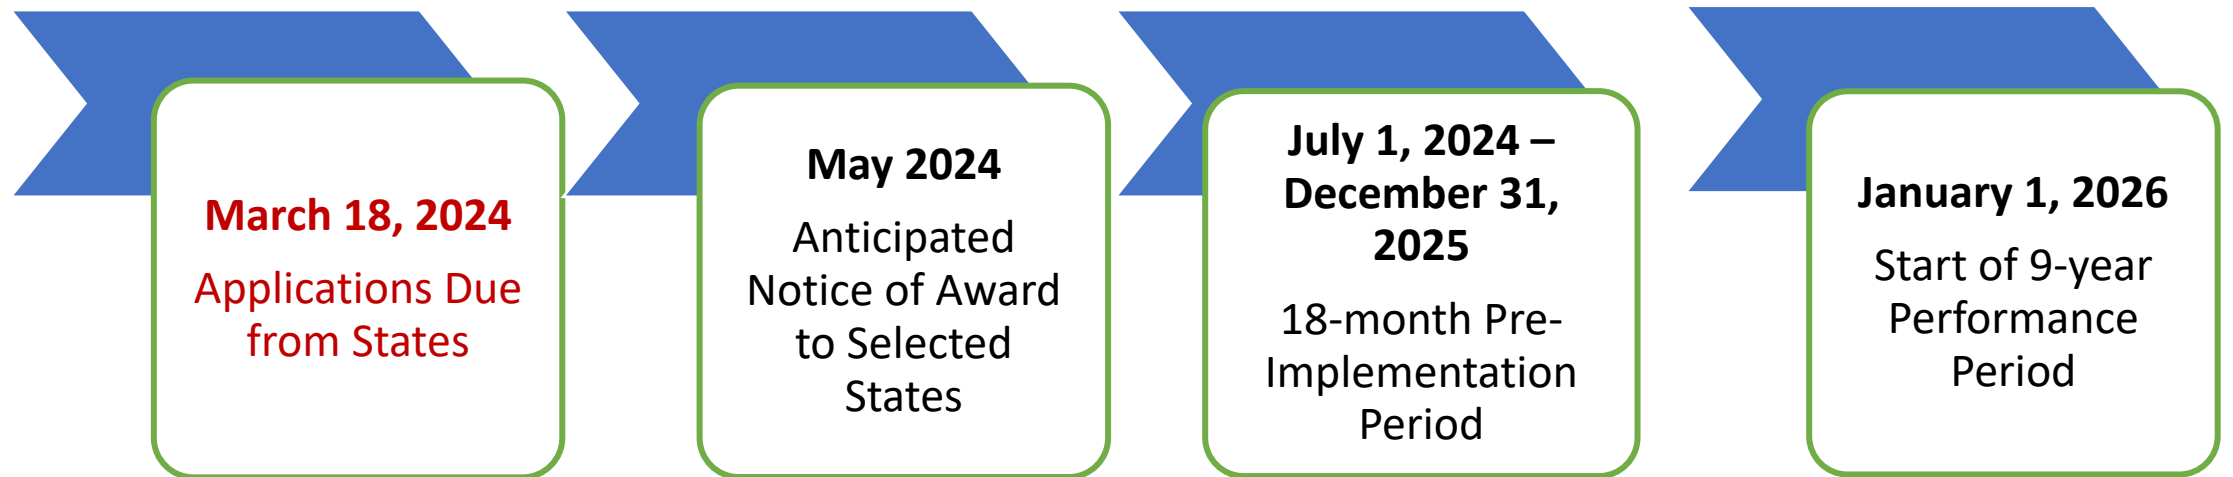 March 18, 2024
Applications Due
from States
May 2024
Anticipated
Notice of Award
to Selected
States
July 1, 2024 –
December 31,
2025
18-month Pre-
Implementation
Period
January 1, 2026
Start of 9-year
Performance
Period